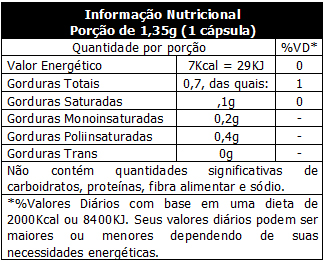 Informação Nutricional
Porção de 1,35g (1 cápsula)
Quantidade por porção %VD*
Valor Energético 7Kcal = 29KJ 0
Gorduras Totais 0,7, das quais: 1
Gorduras Saturadas ,1g 0
Gorduras Monoinsaturadas 0,2g -
Gorduras Poliinsaturadas 0,4g -
Gorduras Trans 0g -
Não contém quantidades significativas de
carboidratos, proteínas, fibra alimentar e sódio.
*%Valores Diários com base em uma dieta de
2000Kcal ou 8400KJ. Seus valores diários podem ser
maiores ou menores dependendo de suas
necessidades energéticas.